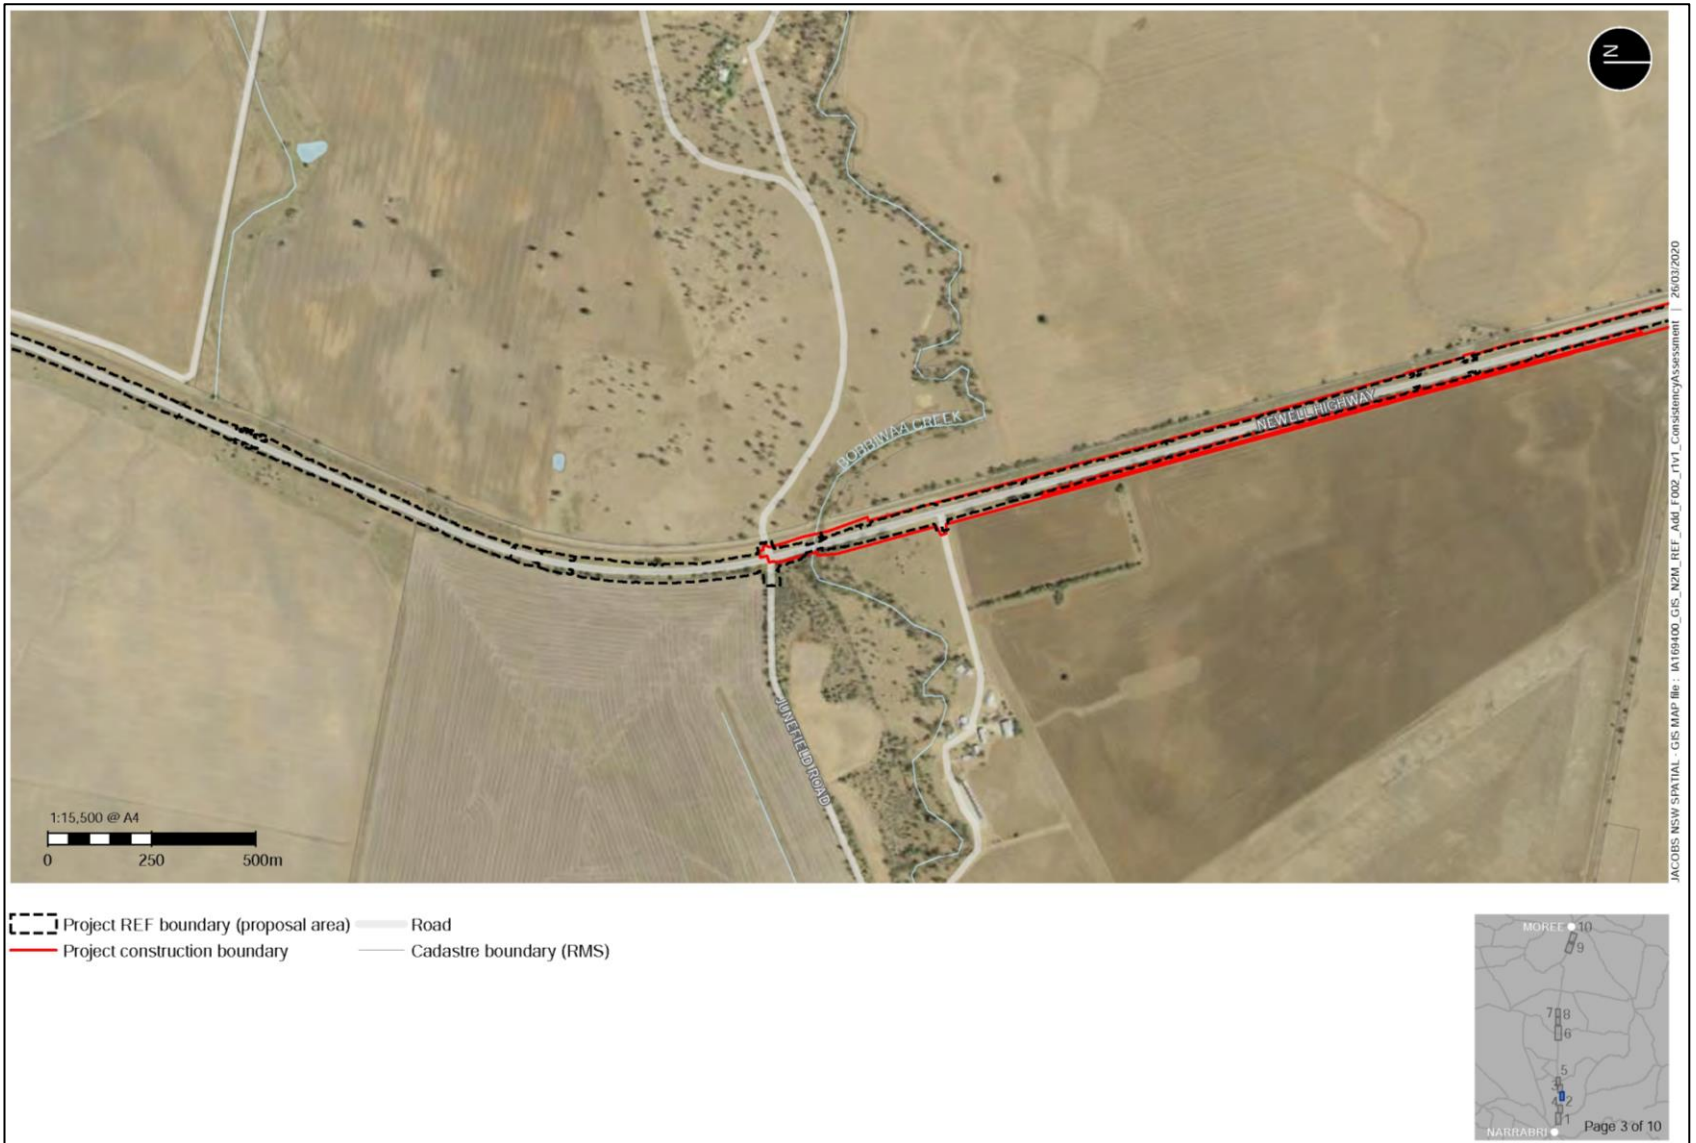 N
BOBBIWAA CREEK
NEWELL HIGHWAY
JUNEFIELD ROAD
1:15,500 @ A4
0 250 500m
JACOBS NSW SPATIAL - GIS MAP file : IA169400_GIS_N2M_REF_Add_F002_r1v1_ConsistencyAssessment | 26/03/2020
Project REF boundary (proposal area)
Road
Project construction boundary
Cadastre boundary (RMS)
MOREE 10
9
7 8
6
5
3
4 2
1
NARRABRI
Page 3 of 10